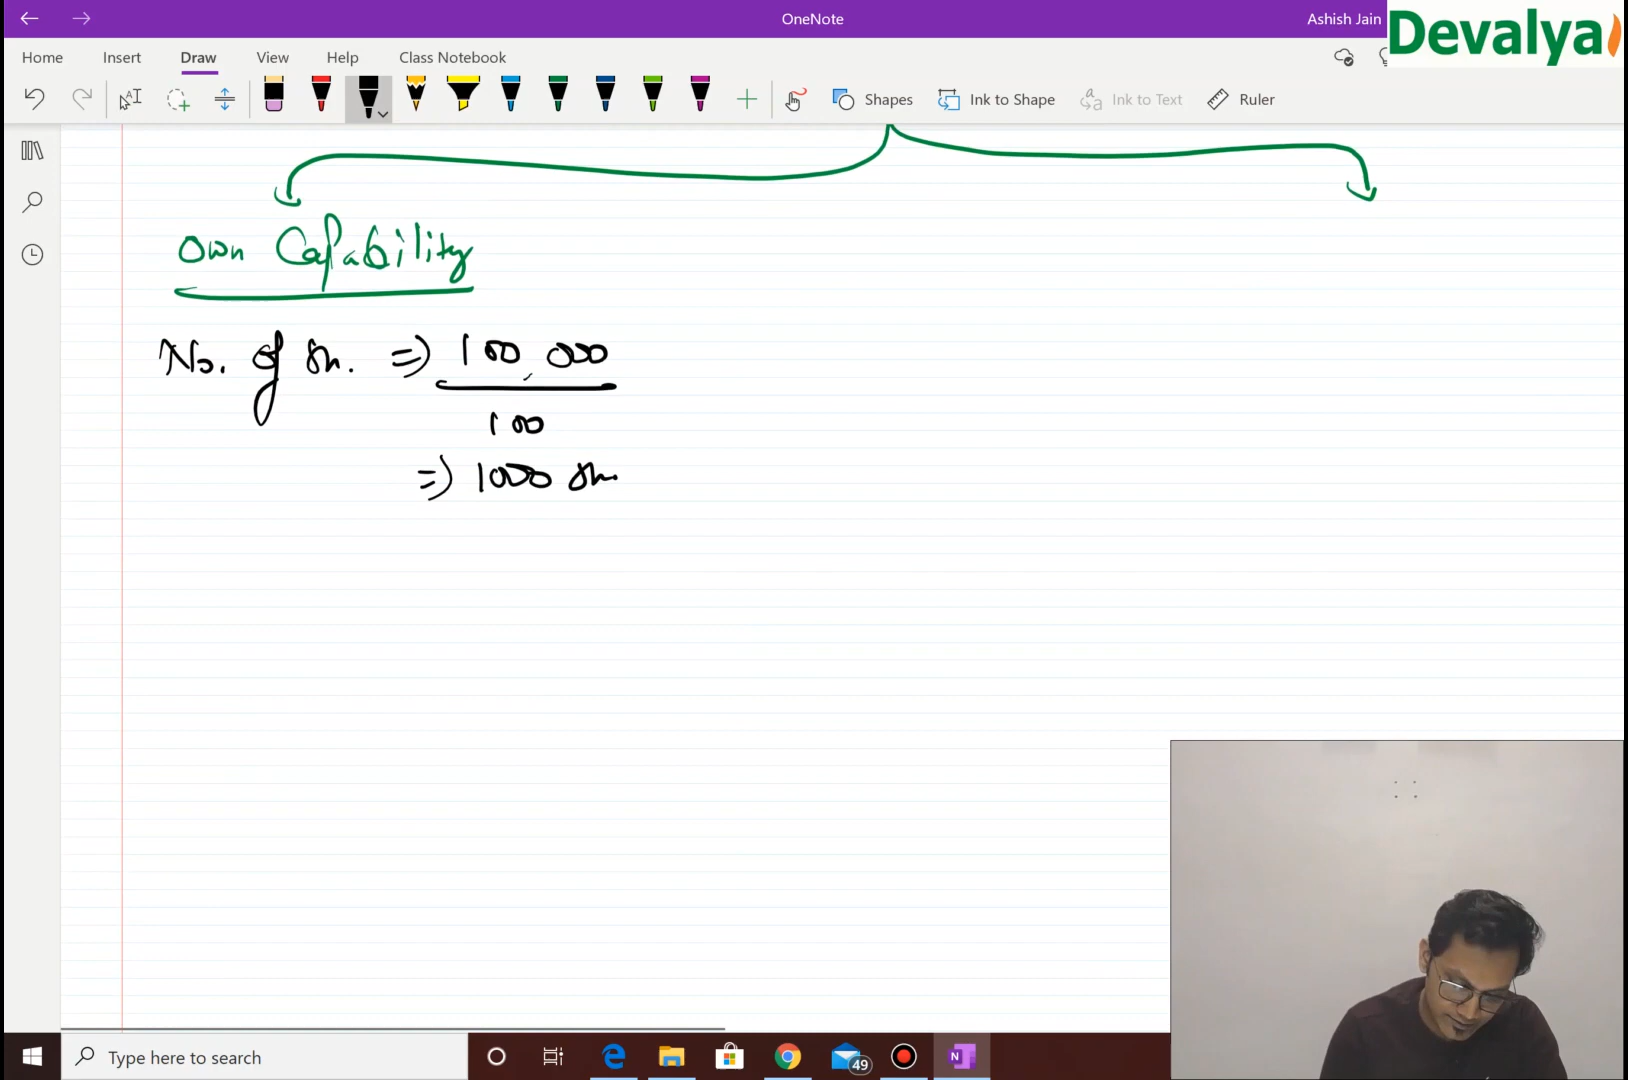 OneNote
Ashish Jain
Devalya
Home Insert Draw View Help Class Notebook
Shapes Ink to Shape Ink to Text Ruler
Own Capability
No. of Sh. => 100,000
100
=> 1000 Sh.
Type here to search
49
N